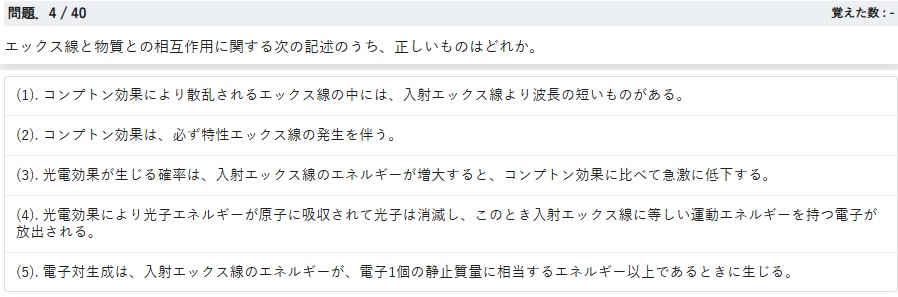 問題. 4 / 40
覚えた数 : -
エックス線と物質との相互作用に関する次の記述のうち、正しいものはどれか。
(1). コンプトン効果により散乱されるエックス線の中には、入射エックス線より波長の短いものがある。
(2). コンプトン効果は、必ず特性エックス線の発生を伴う。
(3). 光電効果が生じる確率は、入射エックス線のエネルギーが増大すると、コンプトン効果に比べて急激に低下する。
(4). 光電効果により光子エネルギーが原子に吸収されて光子は消滅し、このとき入射エックス線に等しい運動エネルギーを持つ電子が
放出される。
(5). 電子対生成は、入射エックス線のエネルギーが、電子1個の静止質量に相当するエネルギー以上であるときに生じる。